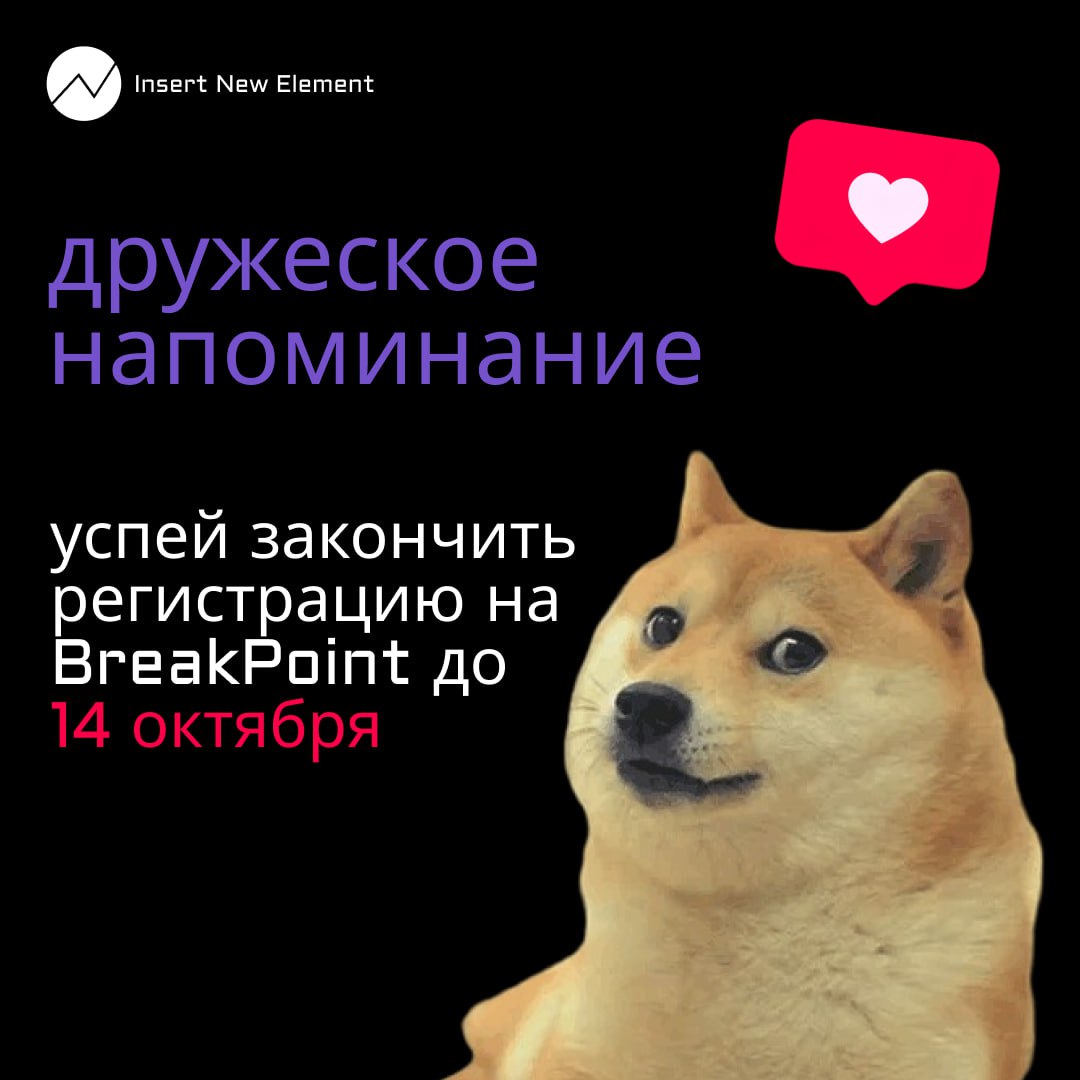 Insert New Element
дружеское
напоминание
успей закончить
регистрацию на
BreakPoint до
14 октября